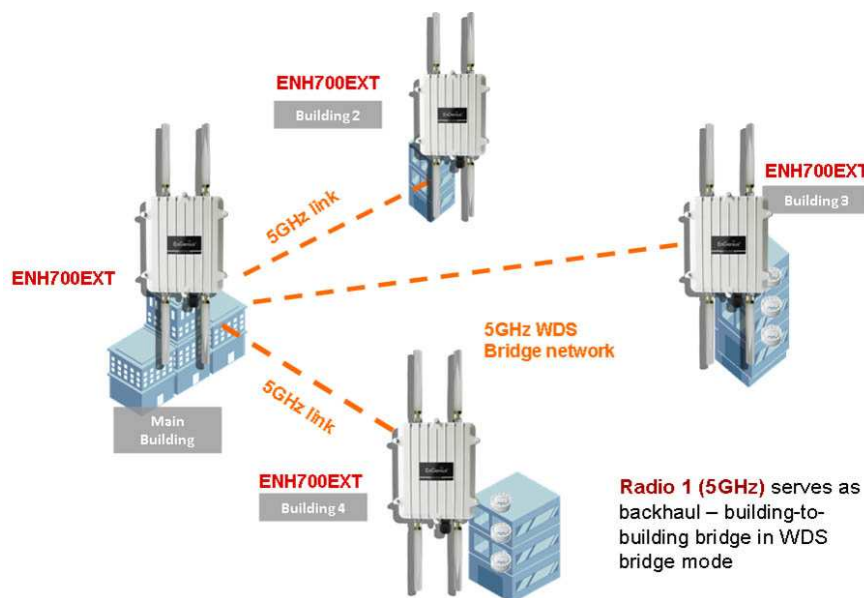 ENH700EXT
Building 2
ENH700EXT
Building 3
5GHz link
ENH700EXT
5GHz WDS
Bridge network
5GHz link
Main
Building
ENH700EXT
Building 4
Radio 1 (5GHz) serves as
backhaul – building-to-
building bridge in WDS
bridge mode